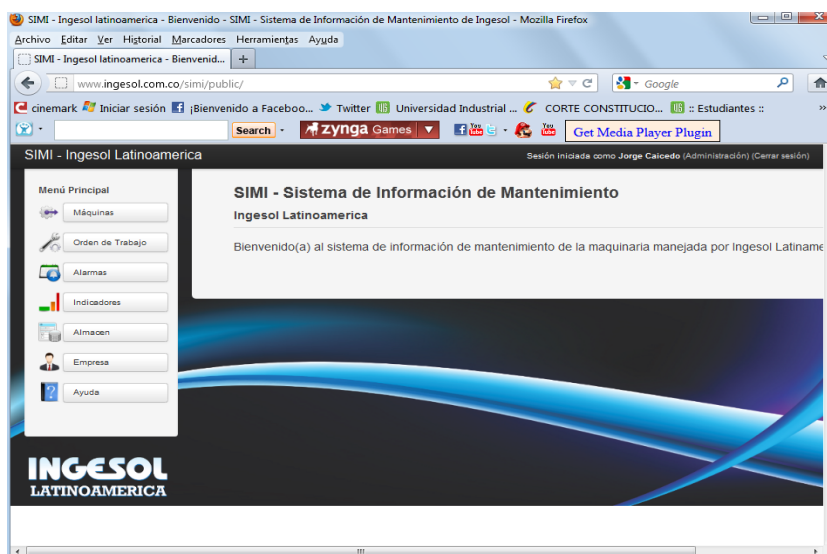 SIMI - Ingesol latinoamerica - Bienvenido - SIMI - Sistema de Información de Mantenimiento de Ingesol - Mozilla Firefox
Archivo Editar Ver Historial Marcadores Herramientas Ayuda
SIMI - Ingesol latinoamerica - Bienvenid... +
www.ingesol.com.co/simi/public/ Google
cinemark Iniciar sesión ¡Bienvenido a Faceboo... Twitter Universidad Industrial ... CORTE CONSTITUCIO... :: Estudiantes :: »
Search zynga Games You Tube You Tube Get Media Player Plugin
SIMI - Ingesol Latinoamerica Sesión iniciada como Jorge Caicedo (Administración) (Cerrar sesión)
Menú Principal
Máquinas
Orden de Trabajo
Alarmas
Indicadores
Almacen
Empresa
Ayuda
SIMI - Sistema de Información de Mantenimiento
Ingesol Latinoamerica
Bienvenido(a) al sistema de información de mantenimiento de la maquinaria manejada por Ingesol Latiname
INGESOL
LATINOAMERICA